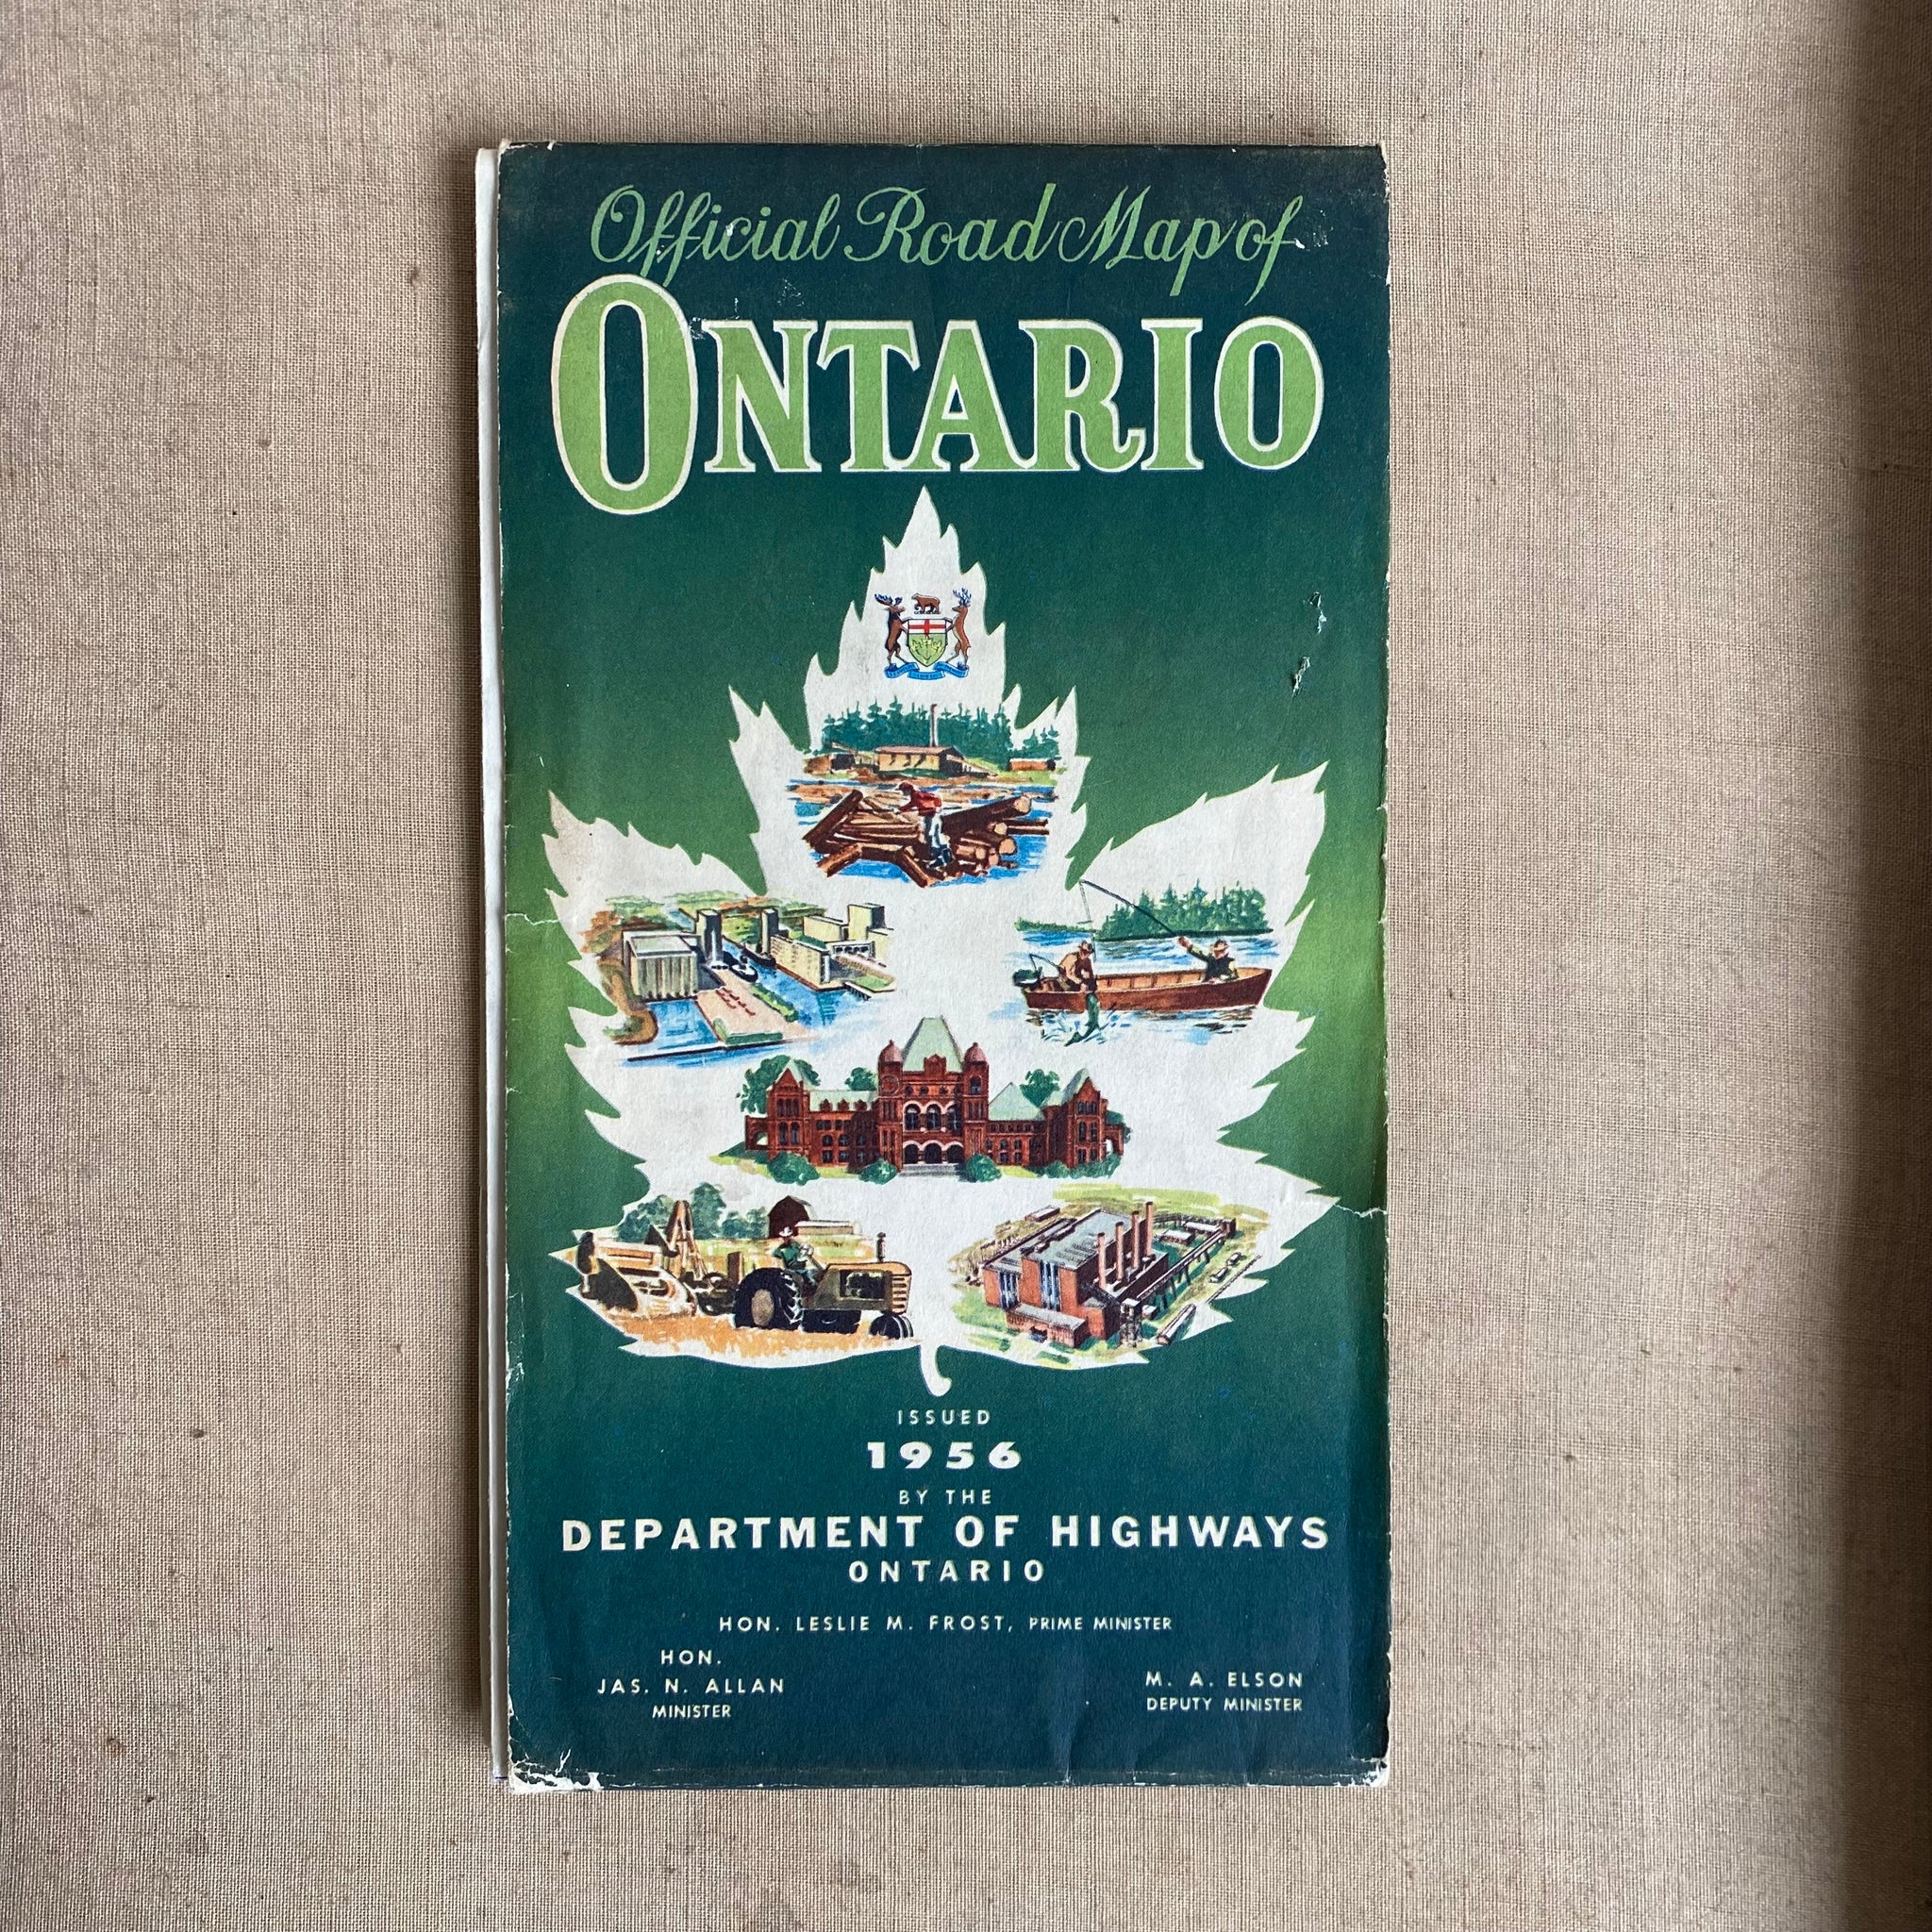 Official Road Map of
ONTARIO
ISSUED
1956
BY THE
DEPARTMENT OF HIGHWAYS
ONTARIO
HON. LESLIE M. FROST, PRIME MINISTER
HON.
JAS. N. ALLAN
MINISTER
M. A. ELSON
DEPUTY MINISTER